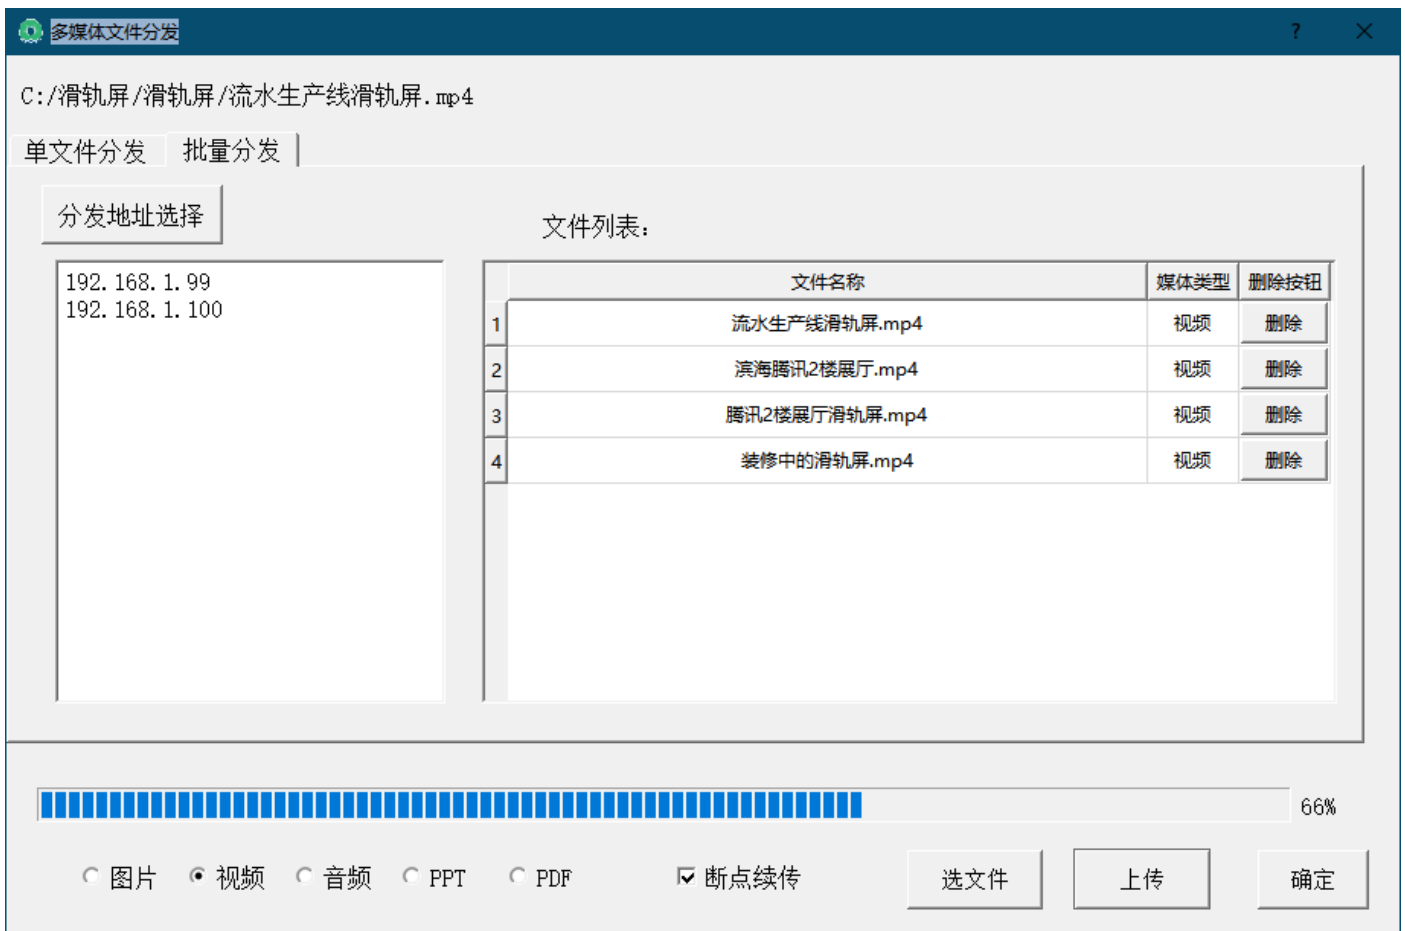 多媒体文件分发 ?
C:/滑轨屏/滑轨屏/流水生产线滑轨屏.mp4
单文件分发 批量分发
分发地址选择
文件列表：
192.168.1.99
192.168.1.100
文件名称 媒体类型 删除按钮
1 流水生产线滑轨屏.mp4 视频 删除
2 滨海腾讯2楼展厅.mp4 视频 删除
3 腾讯2楼展厅滑轨屏.mp4 视频 删除
4 装修中的滑轨屏.mp4 视频 删除
66%
图片 视频 音频 PPT PDF 断点续传 选文件 上传 确定